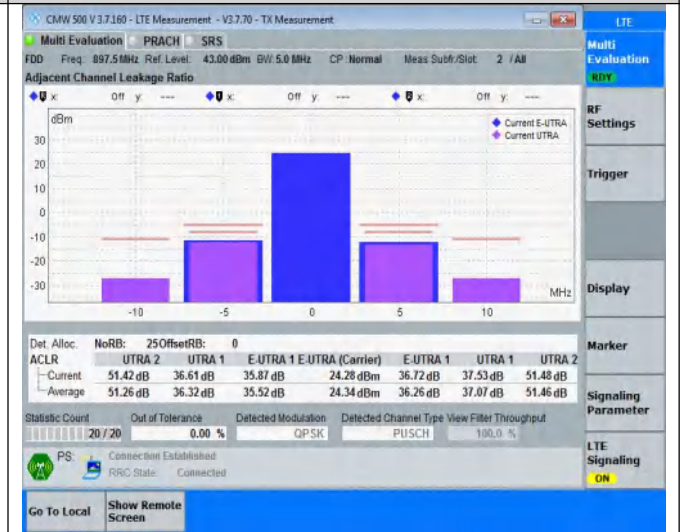 CMW 500 V 3.7.160 - LTE Measurement - V3.7.70 - TX Measurement
LTE
Multi Evaluation PRACH SRS
Multi
Evaluation
RDY
FDD Freq.: 897.5 MHz Ref. Level: 43.00 dBm BW: 5.0 MHz CP: Normal Meas Subfr./Slot: 2 / All
Adjacent Channel Leakage Ratio
x: Off y: --- x: Off y: --- x: Off y: ---
dBm
Current E-UTRA
Current UTRA
RF
Settings
30
20
10
0
-10
-20
-30
Trigger
MHz
-10 -5 0 5 10
Display
Det. Alloc. NoRB: 25 OffsetRB: 0
Marker
ACLR UTRA 2 UTRA 1 E-UTRA 1 E-UTRA (Carrier) E-UTRA 1 UTRA 1 UTRA 2
Current 51.42 dB 36.61 dB 35.87 dB 24.28 dBm 36.72 dB 37.53 dB 51.48 dB
Average 51.26 dB 36.32 dB 35.52 dB 24.34 dBm 36.26 dB 37.07 dB 51.46 dB
Signaling
Parameter
Statistic Count Out of Tolerance Detected Modulation Detected Channel Type View Filter Throughput
20 / 20 0.00 % QPSK PUSCH 100.0 %
PS: Connection Established
RRC State: Connected
LTE
Signaling
ON
Go To Local
Show Remote
Screen